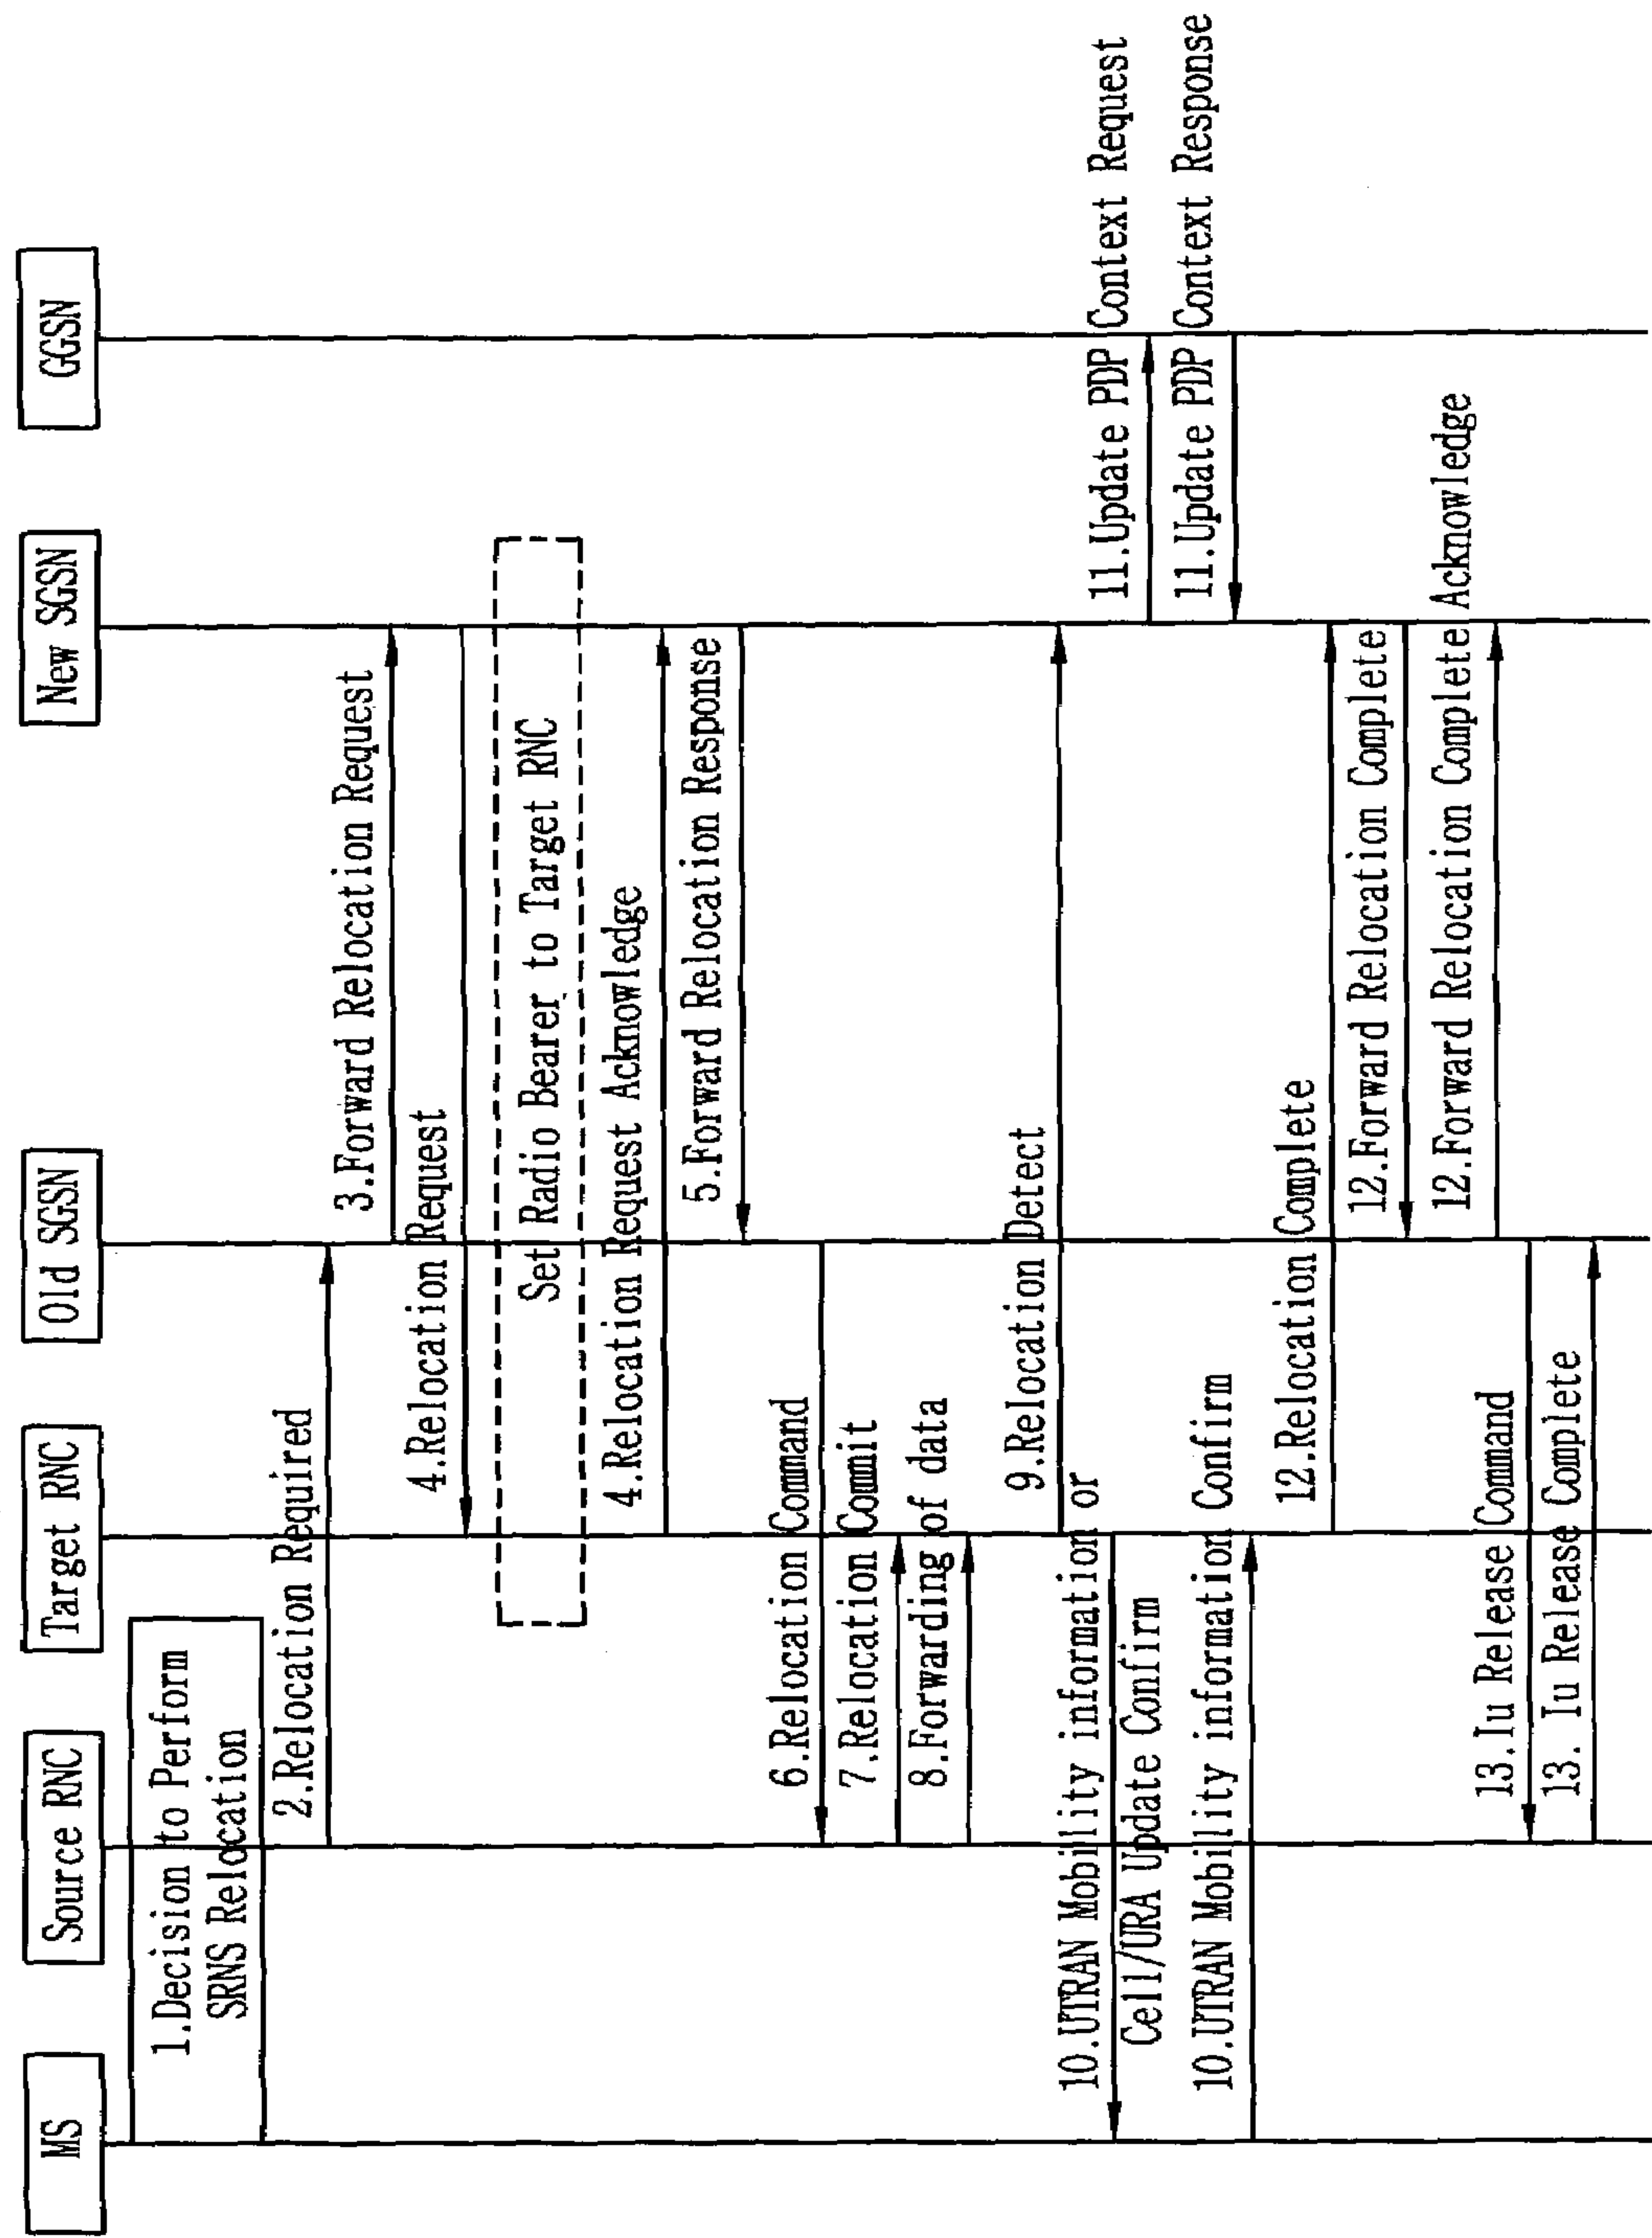 MS
Source RNC
Target RNC
Old SGSN
New SGSN
GGSN
1.Decision to Perform
SRNS Relocation
2.Relocation Required
3.Forward Relocation Request
4.Relocation Request
Set Radio Bearer to Target RNC
4.Relocation Request Acknowledge
5.Forward Relocation Response
6.Relocation Command
7.Relocation Commit
8.Forwarding of data
9.Relocation Detect
10.UTRAN Mobility information or
Cell/URA Update Confirm
11.Update PDP Context Request
11.Update PDP Context Response
10.UTRAN Mobility information Confirm
12.Relocation Complete
12.Forward Relocation Complete
12.Forward Relocation Complete Acknowledge
13.Iu Release Command
13. Iu Release Complete